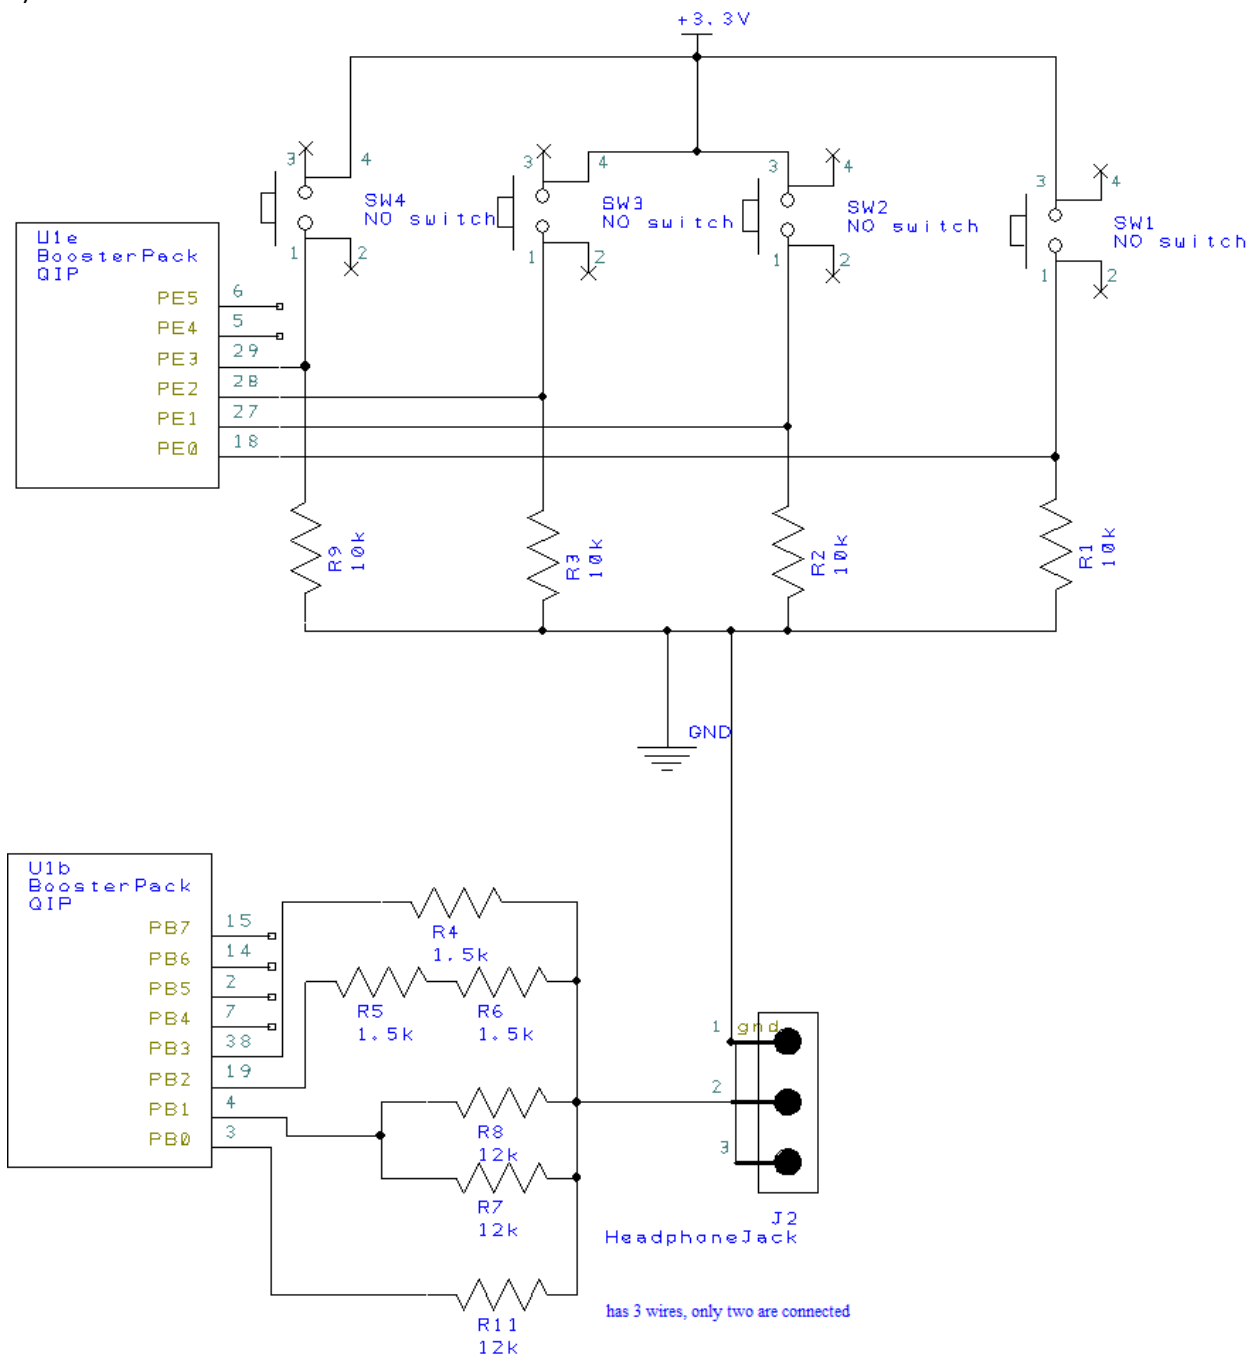 +3.3V
3
4
SW4
NO switch
1
2
3
4
SW3
NO switch
1
2
3
4
SW2
NO switch
1
2
3
4
SW1
NO switch
1
2
U1e
BoosterPack
QIP
PE5
6
PE4
5
PE3
29
PE2
28
PE1
27
PE0
18
R9
10k
R3
10k
R2
10k
R1
10k
GND
U1b
BoosterPack
QIP
PB7
15
PB6
14
PB5
2
PB4
7
PB3
38
PB2
19
PB1
4
PB0
3
R4
1.5k
R5
1.5k
R6
1.5k
R8
12k
R7
12k
R11
12k
1
gnd
2
3
J2
HeadphoneJack
has 3 wires, only two are connected